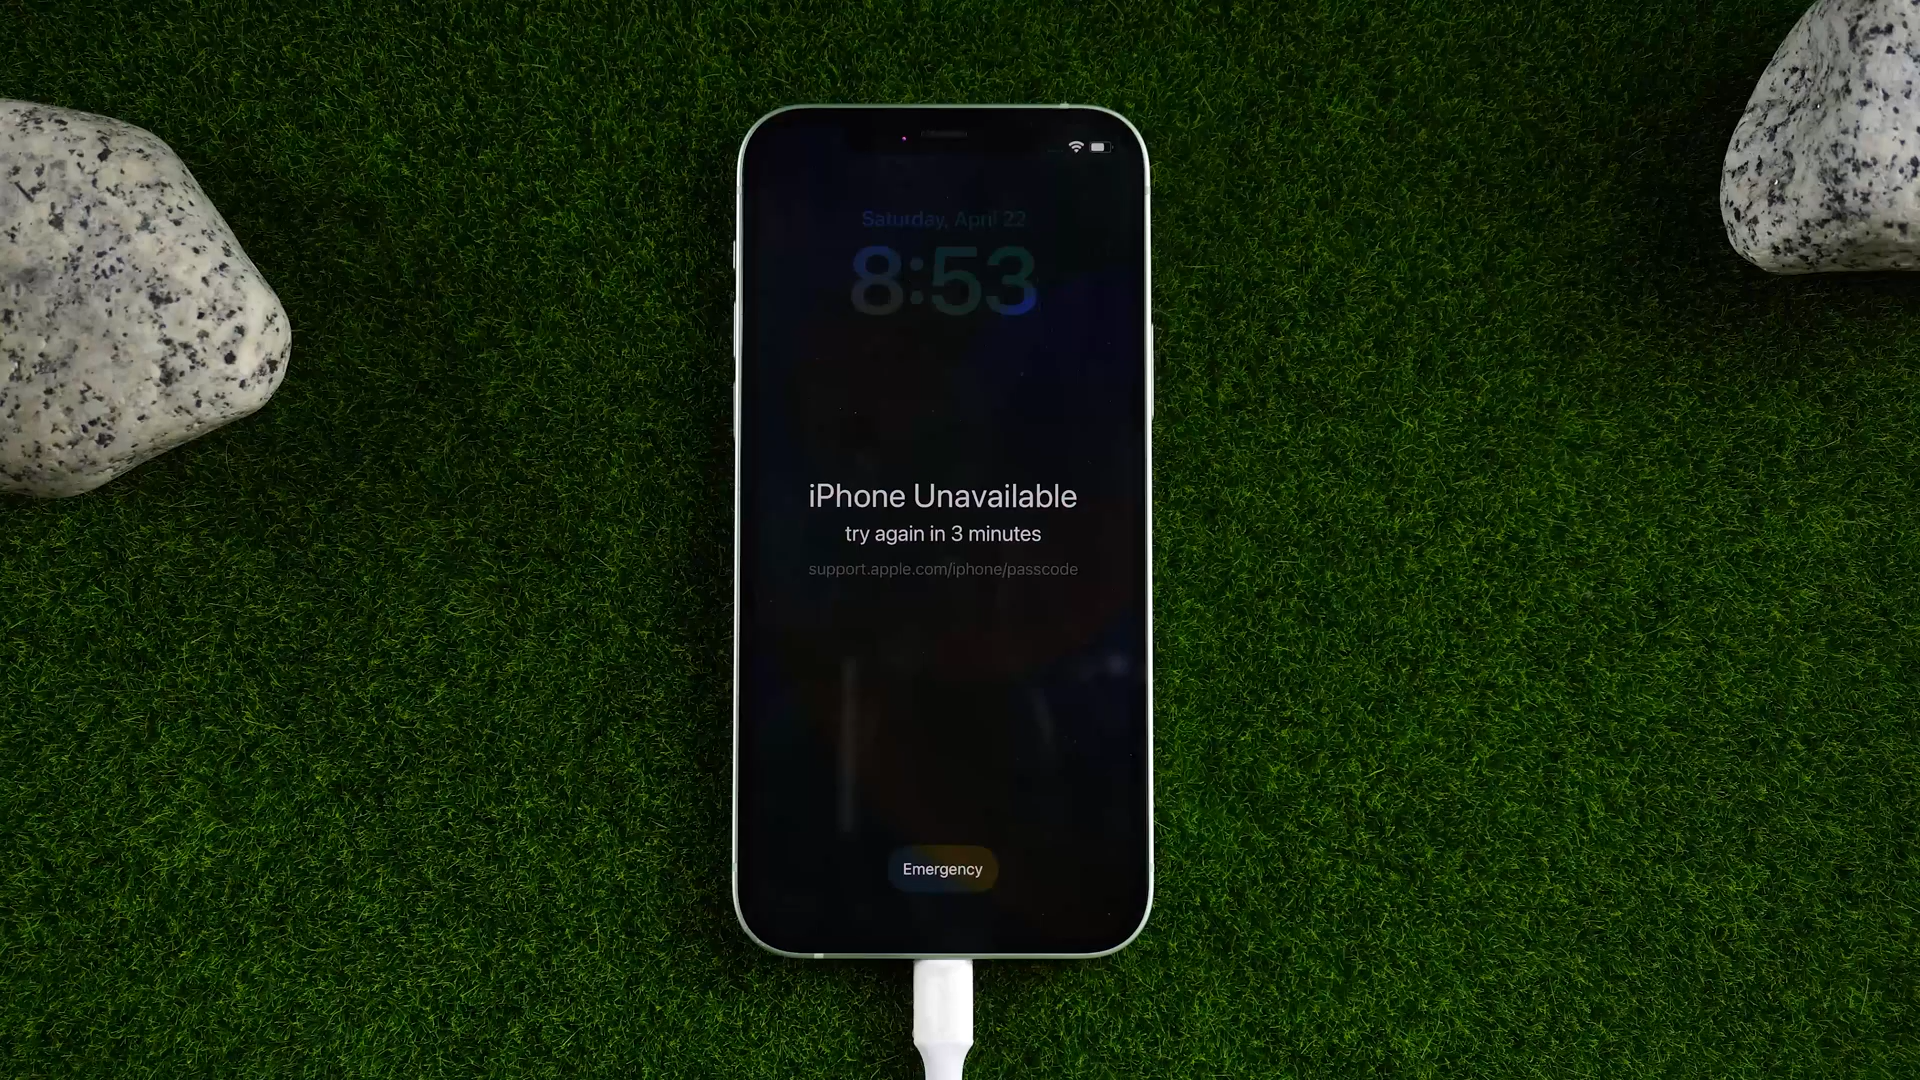 Saturday, April 22
8:53
iPhone Unavailable
try again in 3 minutes
support.apple.com/iphone/passcode
Emergency